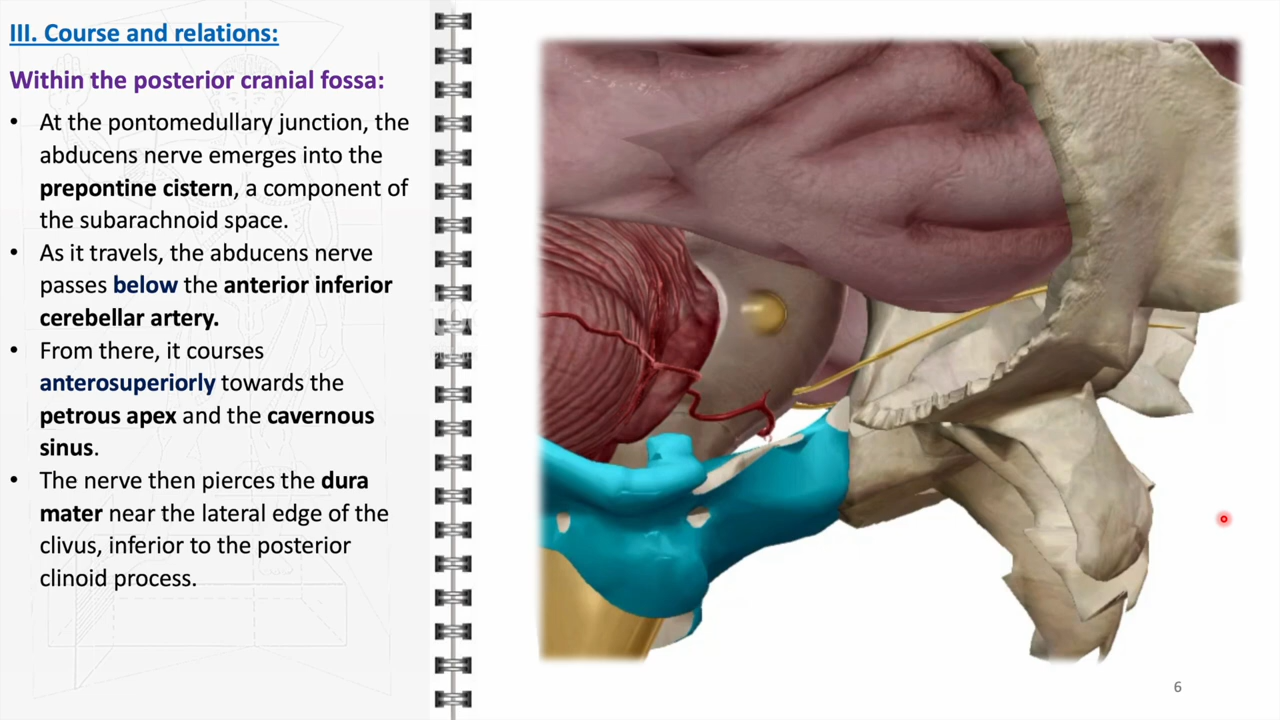 III. Course and relations:
Within the posterior cranial fossa:
• At the pontomedullary junction, the
abducens nerve emerges into the
prepontine cistern, a component of
the subarachnoid space.
• As it travels, the abducens nerve
passes below the anterior inferior
cerebellar artery.
• From there, it courses
anterosuperiorly towards the
petrous apex and the cavernous
sinus.
• The nerve then pierces the dura
mater near the lateral edge of the
clivus, inferior to the posterior
clinoid process.
6